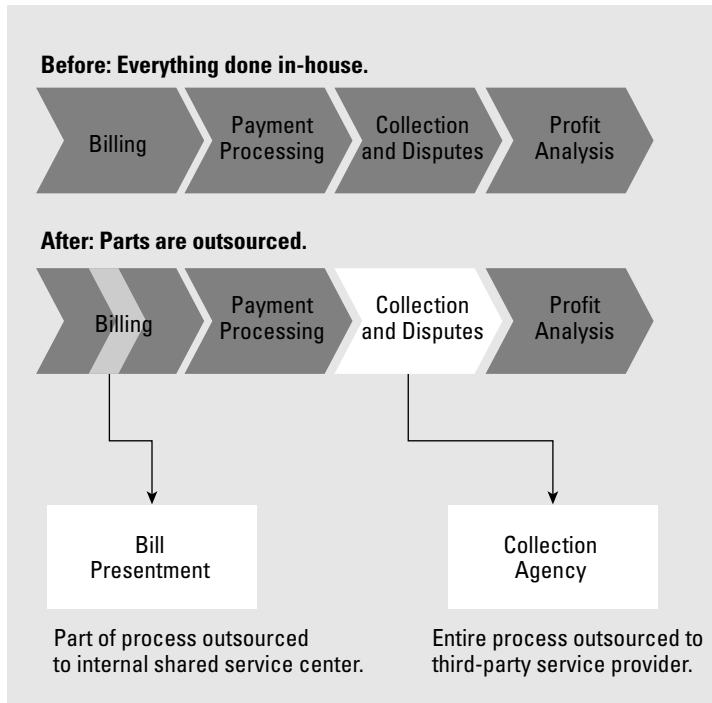 Before: Everything done in-house.
Billing
Payment
Processing
Collection
and Disputes
Profit
Analysis
After: Parts are outsourced.
Billing
Payment
Processing
Collection
and Disputes
Profit
Analysis
Bill
Presentment
Collection
Agency
Part of process outsourced
to internal shared service center.
Entire process outsourced to
third-party service provider.